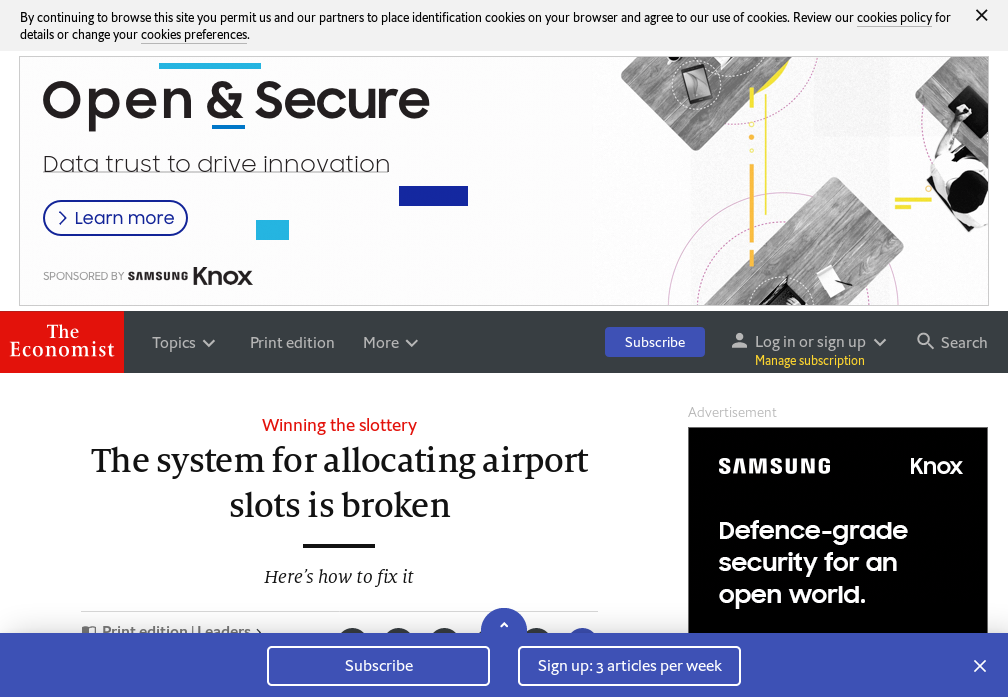 By continuing to browse this site you permit us and our partners to place identification cookies on your browser and agree to our use of cookies. Review our cookies policy for
details or change your cookies preferences.
Open & Secure
Data trust to drive innovation
Learn more
SPONSORED BY SAMSUNG Knox
The
Economist
Topics
Print edition
More
Subscribe
Log in or sign up
Manage subscription
Search
Winning the slottery
The system for allocating airport
slots is broken
Here's how to fix it
Print edition | Leaders
Advertisement
SAMSUNG Knox
Defence-grade
security for an
open world.
Subscribe
Sign up: 3 articles per week